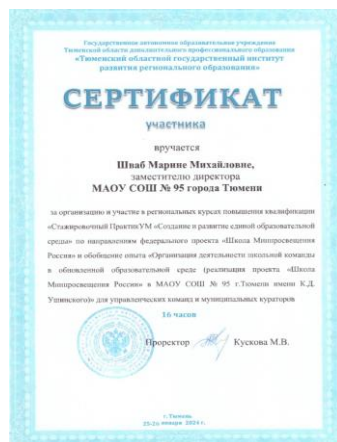 Государственное автономное образовательное учреждение
Тюменской области дополнительного профессионального образования
«Тюменский областной государственный институт
развития регионального образования»
СЕРТИФИКАТ
участника
вручается
Шваб Марине Михайловне,
заместителю директора
МАОУ СОШ № 95 города Тюмени
за организацию и участие в региональных курсах повышения квалификации
«Стажировочный ПрактикУМ «Создание и развитие единой образовательной
среды» по направлениям федерального проекта «Школа Минпросвещения
России» и обобщение опыта «Организация деятельности школьной команды
в обновленной образовательной среде (реализация проекта «Школа
Минпросвещения России» в МАОУ СОШ № 95 г.Тюмени имени К.Д.
Ушинского)» для управленческих команд и муниципальных кураторов
16 часов
Проректор Кускова М.В.
г. Тюмень
января 2024 г.